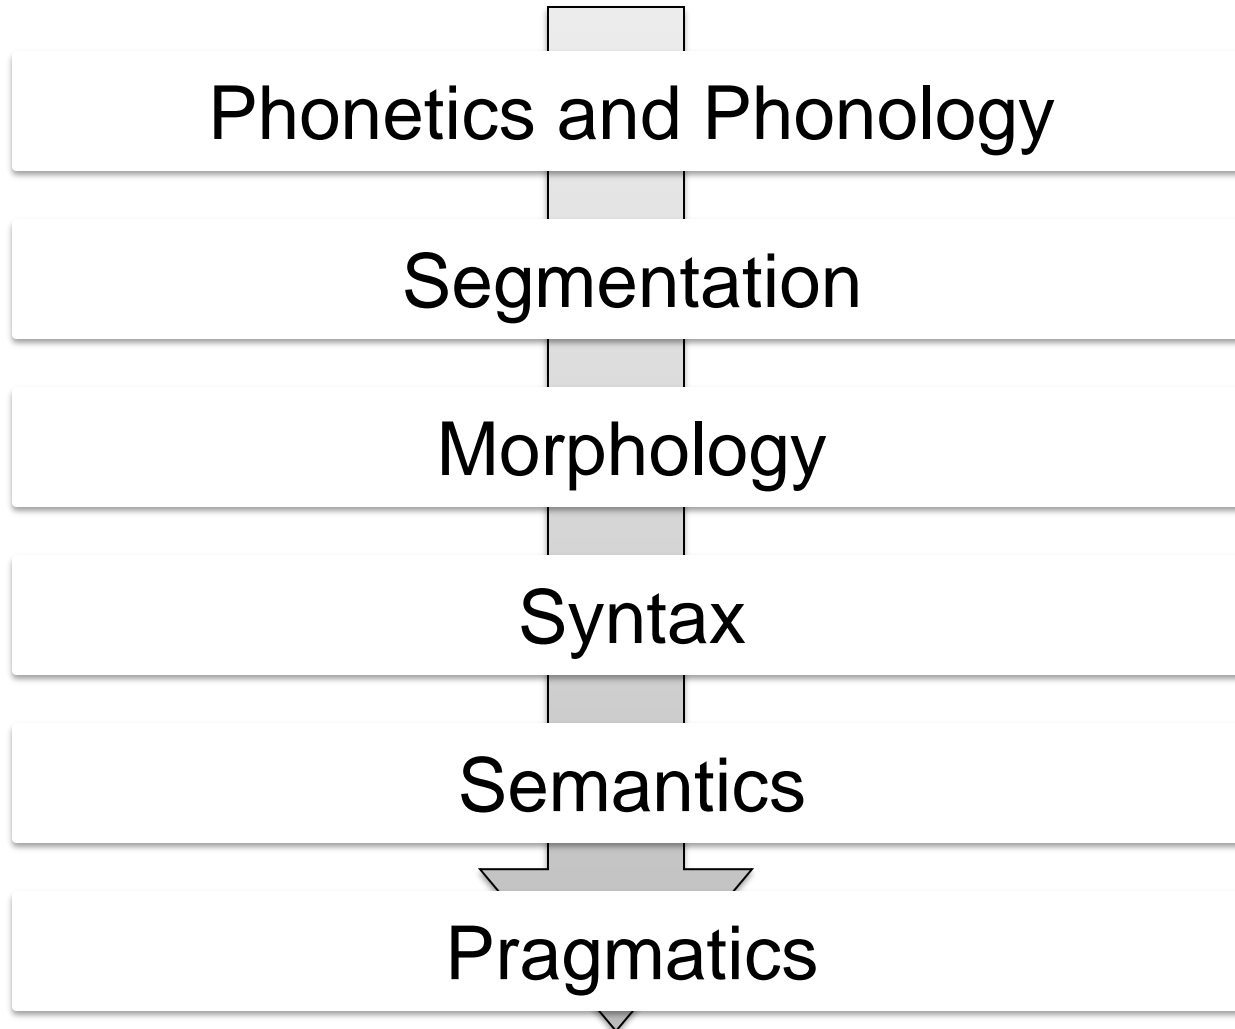 Phonetics and Phonology
Segmentation
Morphology
Syntax
Semantics
Pragmatics